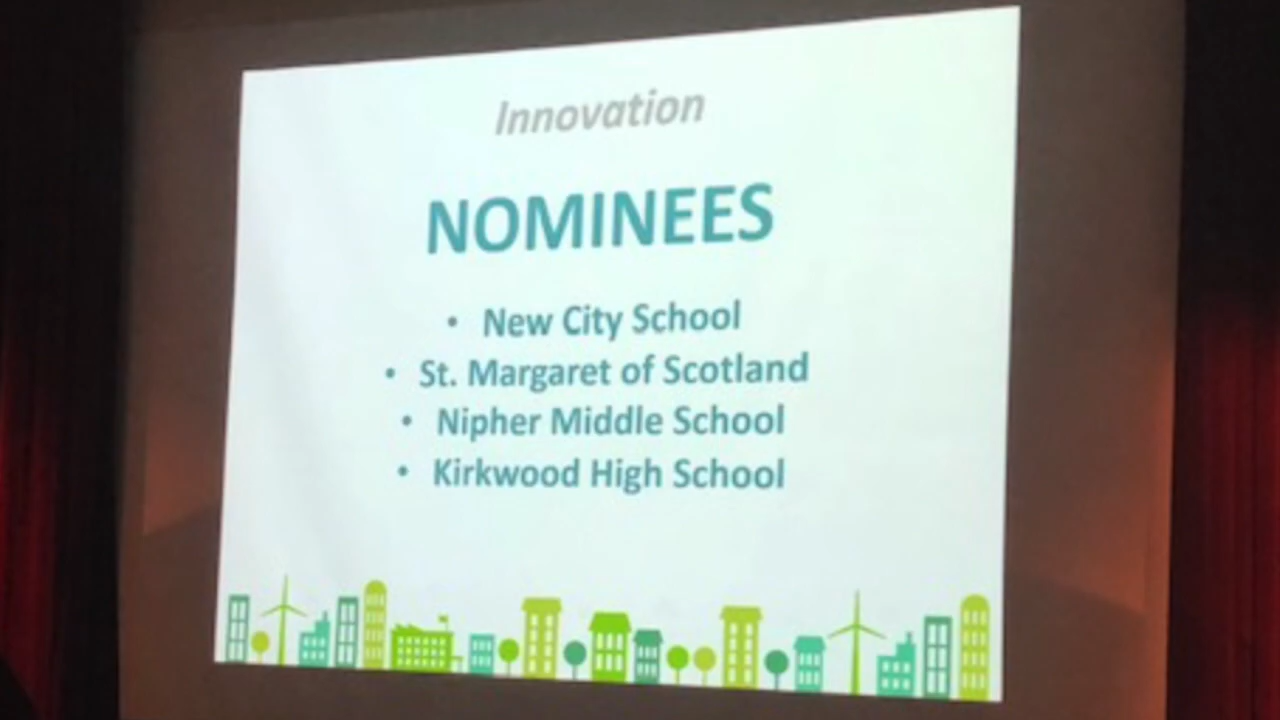 Innovation
NOMINEES
• New City School
• St. Margaret of Scotland
• Nipher Middle School
• Kirkwood High School